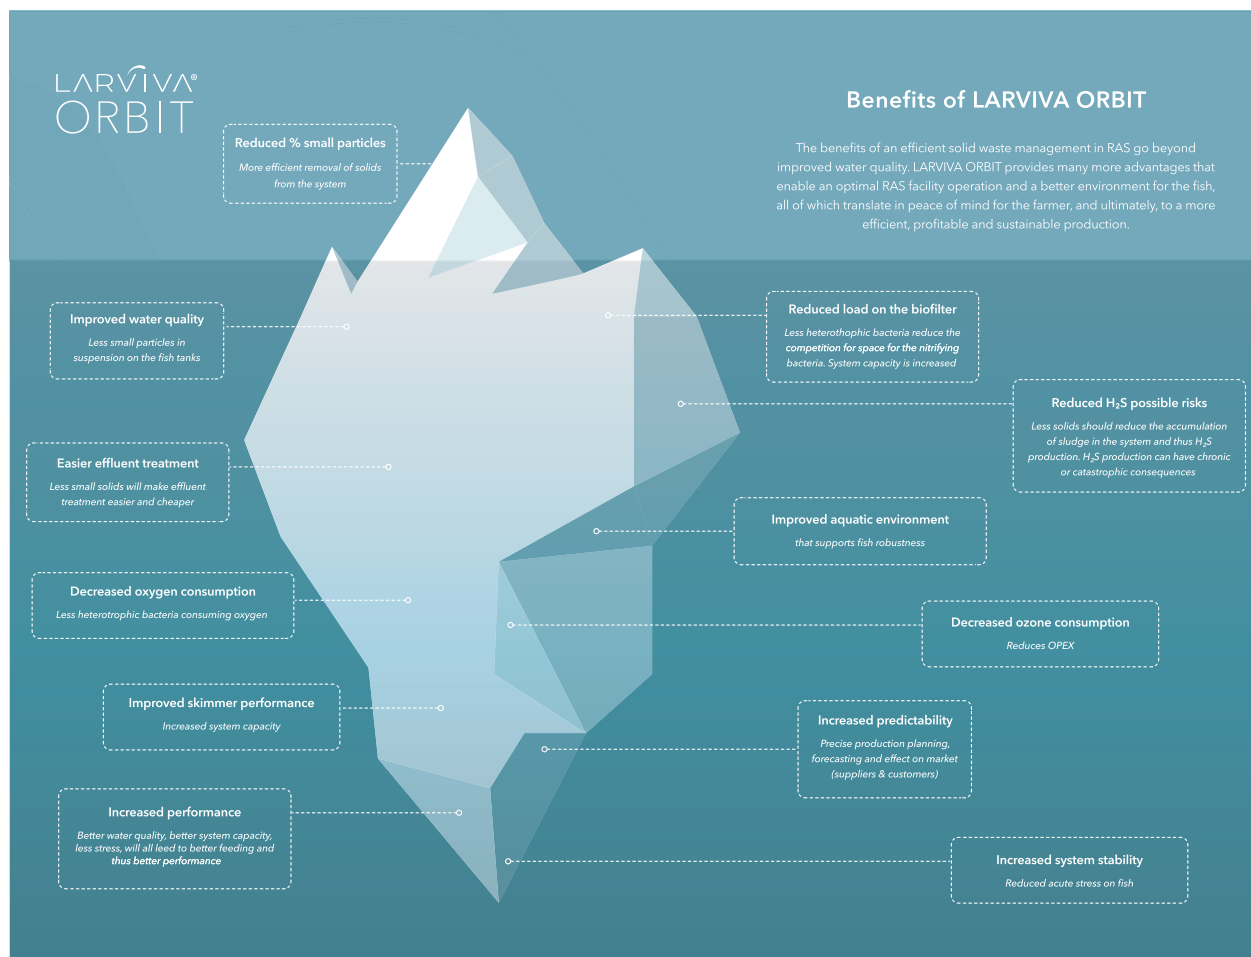 LARVIVA®
ORBIT
Benefits of LARVIVA ORBIT
The benefits of an efficient solid waste management in RAS go beyond
improved water quality. LARVIVA ORBIT provides many more advantages that
enable an optimal RAS facility operation and a better environment for the fish,
all of which translate in peace of mind for the farmer, and ultimately, to a more
efficient, profitable and sustainable production.
Reduced % small particles
More efficient removal of solids
from the system
Improved water quality
Less small particles in
suspension on the fish tanks
Easier effluent treatment
Less small solids will make effluent
treatment easier and cheaper
Decreased oxygen consumption
Less heterotrophic bacteria consuming oxygen
Improved skimmer performance
Increased system capacity
Increased performance
Better water quality, better system capacity,
less stress, will all leed to better feeding and
thus better performance
Reduced load on the biofilter
Less heterothophic bacteria reduce the
competition for space for the nitrifying
bacteria. System capacity is increased
Reduced H₂S possible risks
Less solids should reduce the accumulation
of sludge in the system and thus H₂S
production. H₂S production can have chronic
or catastrophic consequences
Improved aquatic environment
that supports fish robustness
Decreased ozone consumption
Reduces OPEX
Increased predictability
Precise production planning,
forecasting and effect on market
(suppliers & customers)
Increased system stability
Reduced acute stress on fish